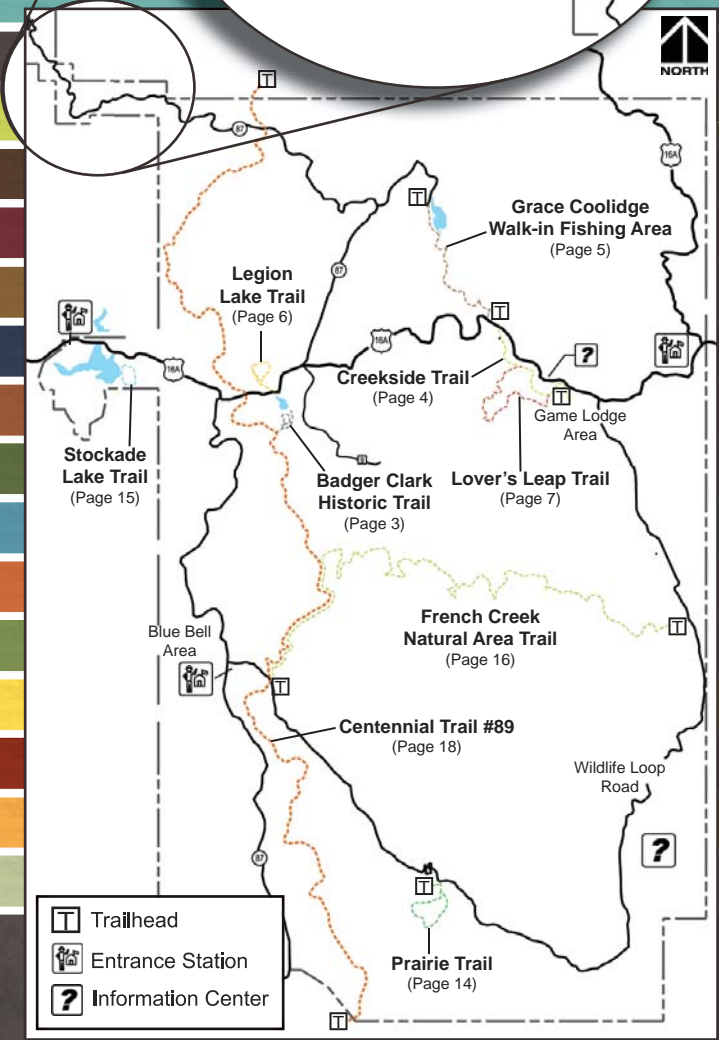 NORTH
T
87
16A
T
Grace Coolidge
Walk-in Fishing Area
(Page 5)
Legion
Lake Trail
(Page 6)
87
T
16A
16A
Creekside Trail
(Page 4)
?
T
Game Lodge
Area
Stockade
Lake Trail
(Page 15)
Badger Clark
Historic Trail
(Page 3)
Lover's Leap Trail
(Page 7)
French Creek
Natural Area Trail
(Page 16)
T
Blue Bell
Area
T
Centennial Trail #89
(Page 18)
Wildlife Loop
Road
?
87
T
Prairie Trail
(Page 14)
T
T Trailhead
Entrance Station
? Information Center